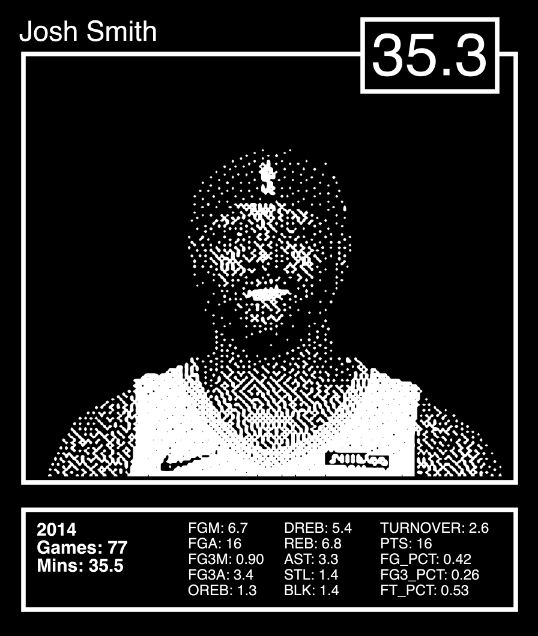 Josh Smith
35.3
2014
Games: 77
Mins: 35.5
FGM: 6.7
FGA: 16
FG3M: 0.90
FG3A: 3.4
OREB: 1.3
DREB: 5.4
REB: 6.8
AST: 3.3
STL: 1.4
BLK: 1.4
TURNOVER: 2.6
PTS: 16
FG_PCT: 0.42
FG3_PCT: 0.26
FT_PCT: 0.53